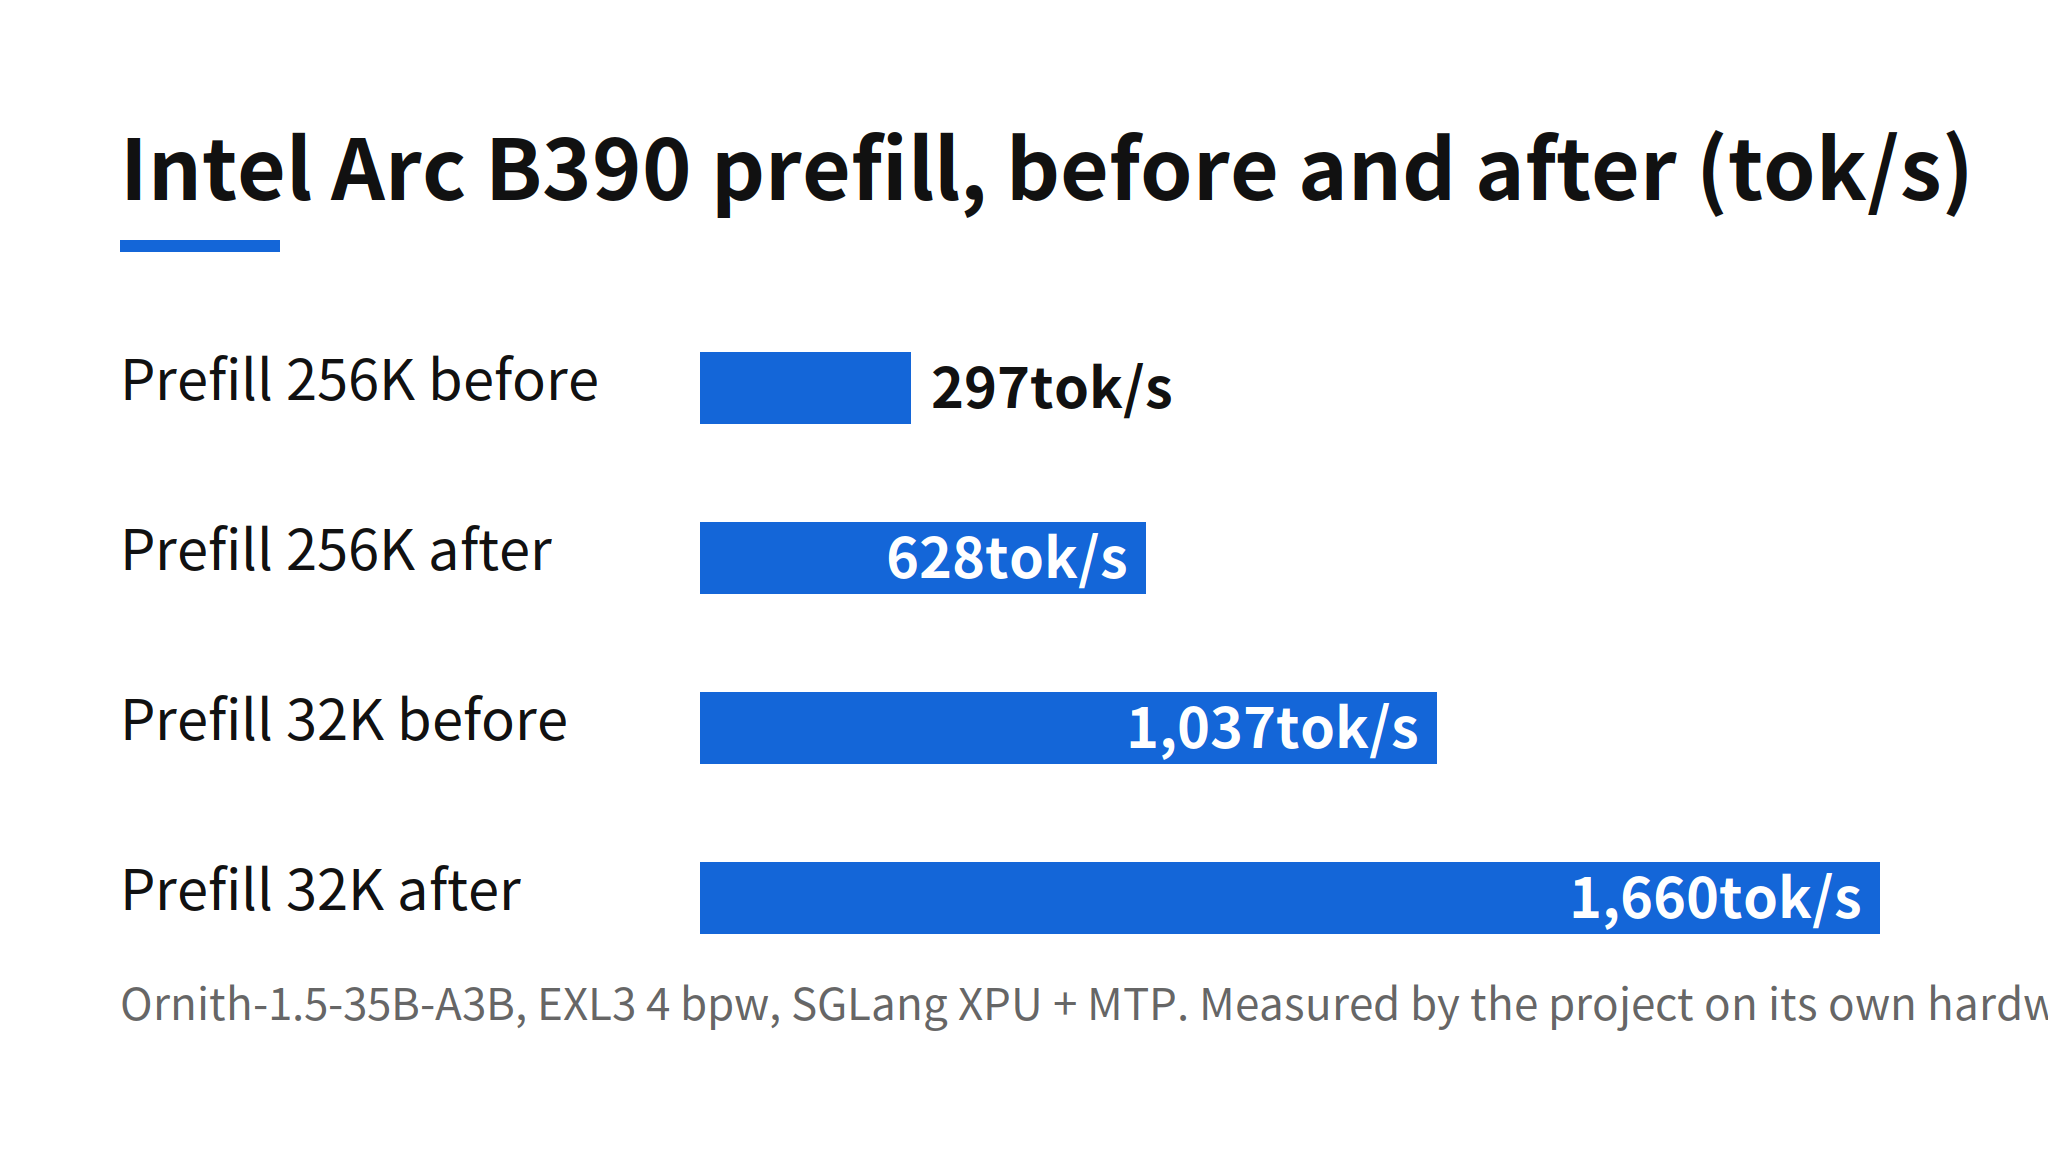 Intel Arc B390 prefill, before and after (tok/s)
Prefill 256K before
297tok/s
Prefill 256K after
628tok/s
Prefill 32K before
1,037tok/s
Prefill 32K after
1,660tok/s
Ornith-1.5-35B-A3B, EXL3 4 bpw, SGLang XPU + MTP. Measured by the project on its own